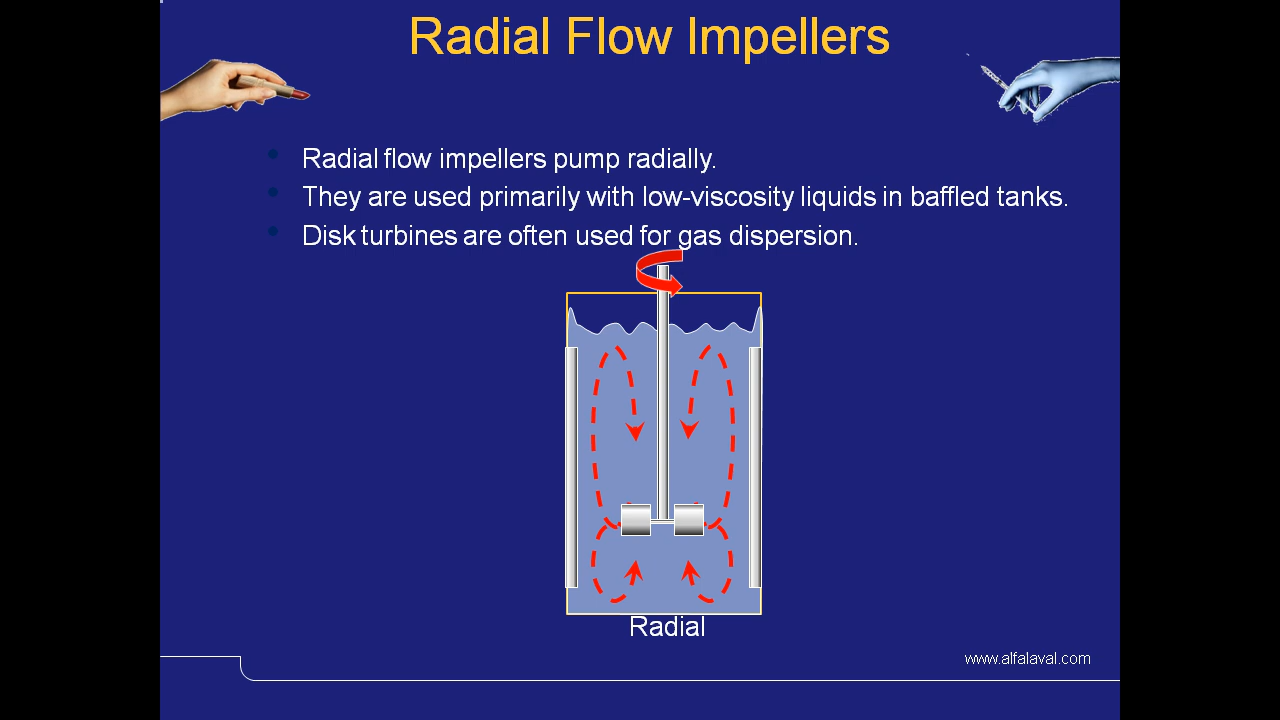 Radial Flow Impellers
Radial flow impellers pump radially.
They are used primarily with low-viscosity liquids in baffled tanks.
Disk turbines are often used for gas dispersion.
Radial
www.alfalaval.com